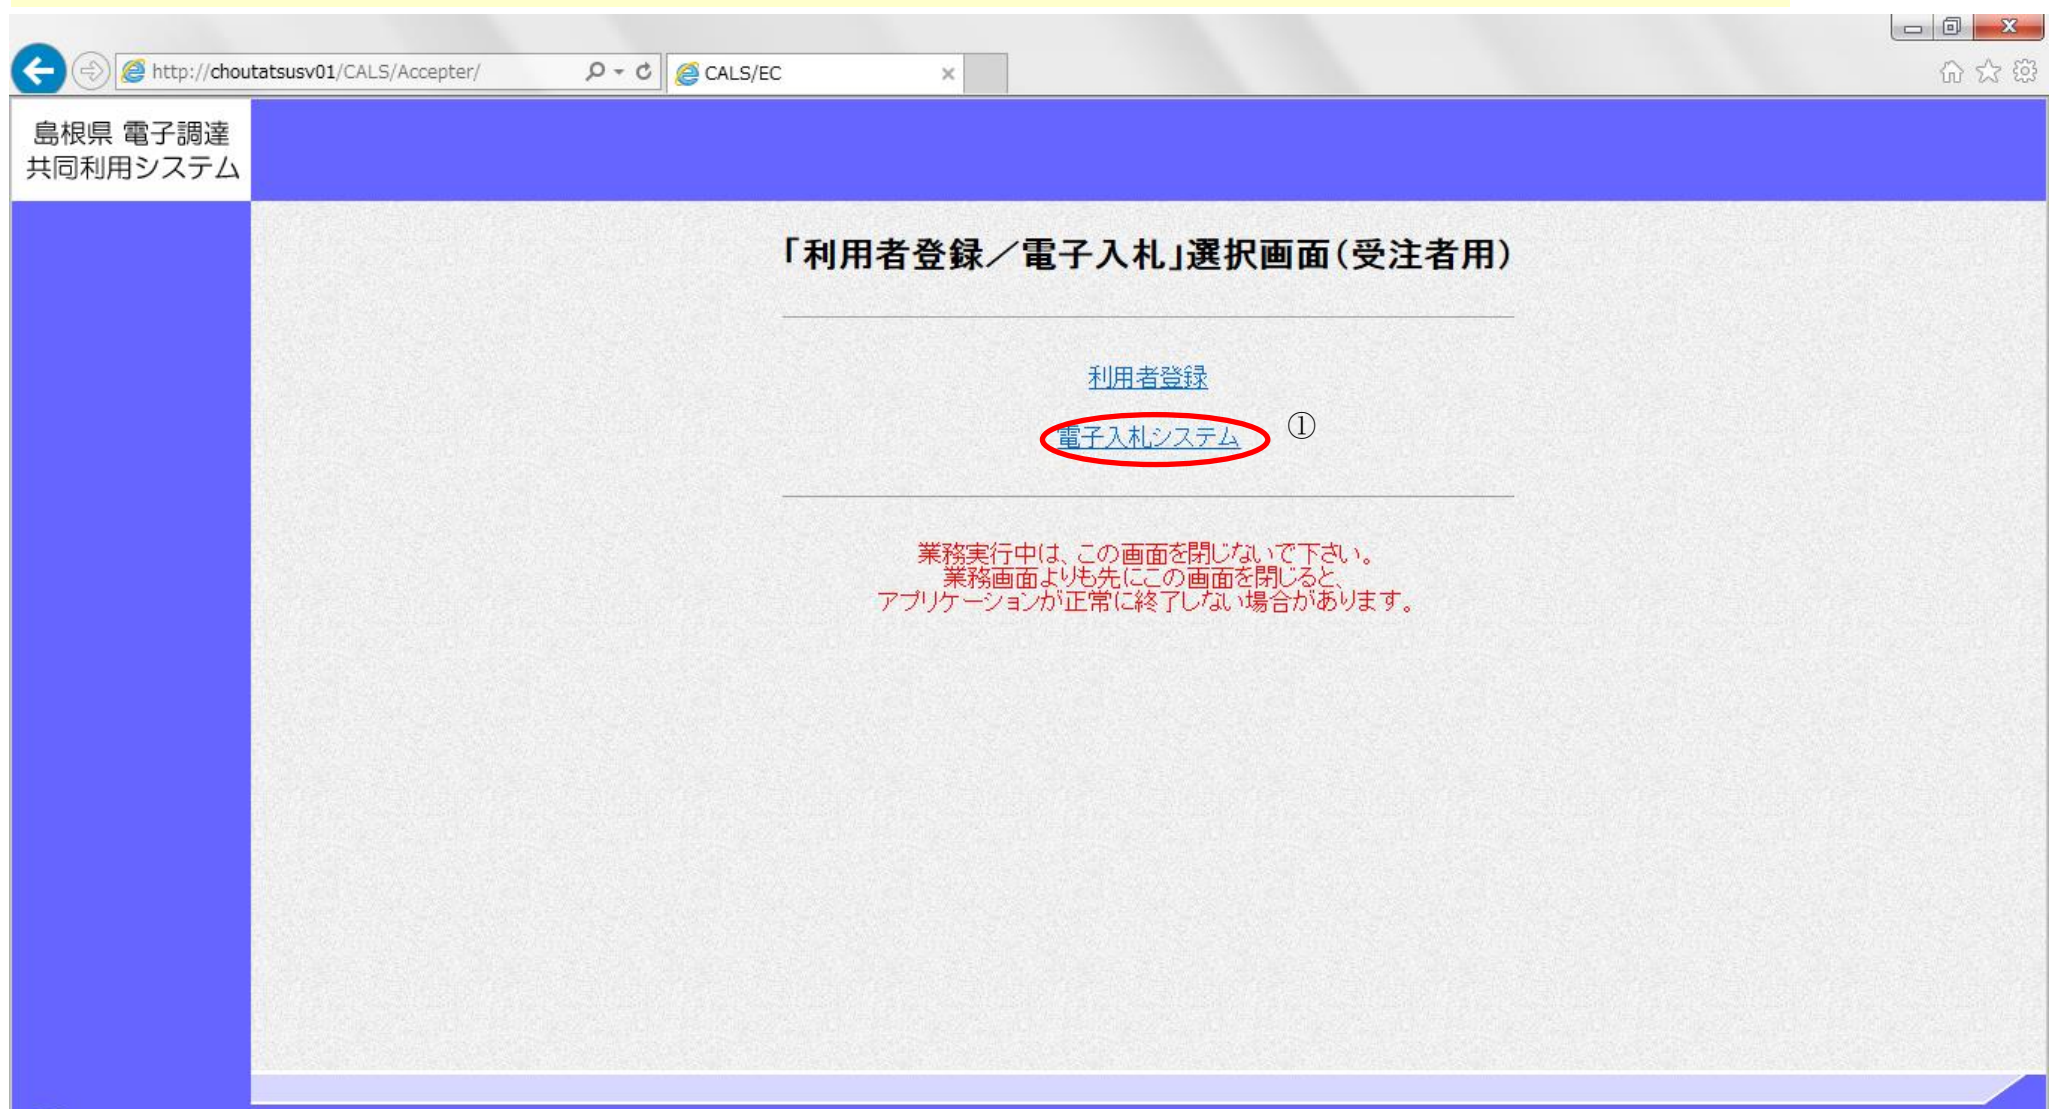 http://choutatsusv01/CALS/Accepter/
CALS/EC
島根県 電子調達
共同利用システム
「利用者登録／電子入札」選択画面(受注者用)
利用者登録
電子入札システム ①
業務実行中は、この画面を閉じないで下さい。
業務画面よりも先にこの画面を閉じると、
アプリケーションが正常に終了しない場合があります。